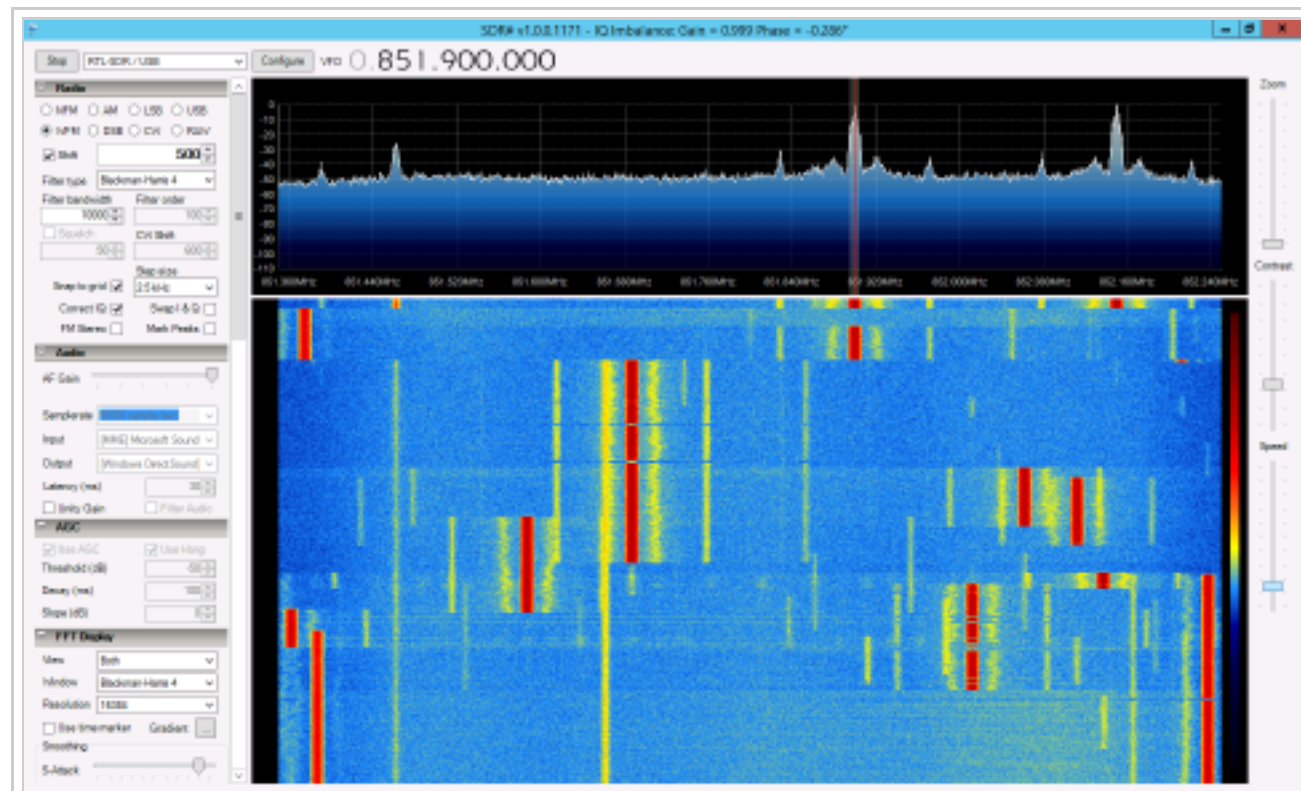 SDR# v1.0.0.1171 - IQ Imbalance: Gain = 0.999 Phase = -0.286°
Stop RTL-SDR / USB Configure VFO 0.851.900.000
Radio
NFM AM LSB USB
WFM DSB CW RAW
Shift 500
Filter type Blackman-Harris 4
Filter bandwidth Filter order
10000 100
Squelch CW Shift
50 600
Step size
Snap to grid 2.5 kHz
Correct IQ Swap I & Q
FM Stereo Mark Peaks
Audio
AF Gain
Samplerate
Input [MME] Microsoft Sound
Output [Windows DirectSound]
Latency (ms)
Unity Gain Filter Audio
AGC
Use AGC Use Hang
Threshold (dB) -50
Decay (ms) 100
Slope (dB) 0
FFT Display
View Both
Window Blackman-Harris 4
Resolution 16384
Use time marker Gradient ...
Smoothing
S-Attack
0
-10
-20
-30
-40
-50
-60
-70
-80
-90
-100
-110
851.360MHz 851.440MHz 851.520MHz 851.600MHz 851.680MHz 851.760MHz 851.840MHz 851.920MHz 852.000MHz 852.080MHz 852.160MHz 852.240MHz
Zoom
Contrast
Speed